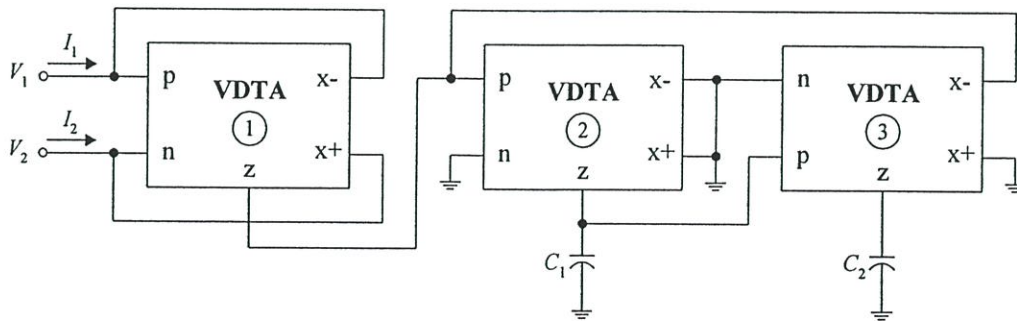 I1
V1
p
VDTA
x-
1
I2
V2
n
x+
z
p
VDTA
x-
2
n
x+
z
n
VDTA
x-
3
p
x+
z
C1
C2